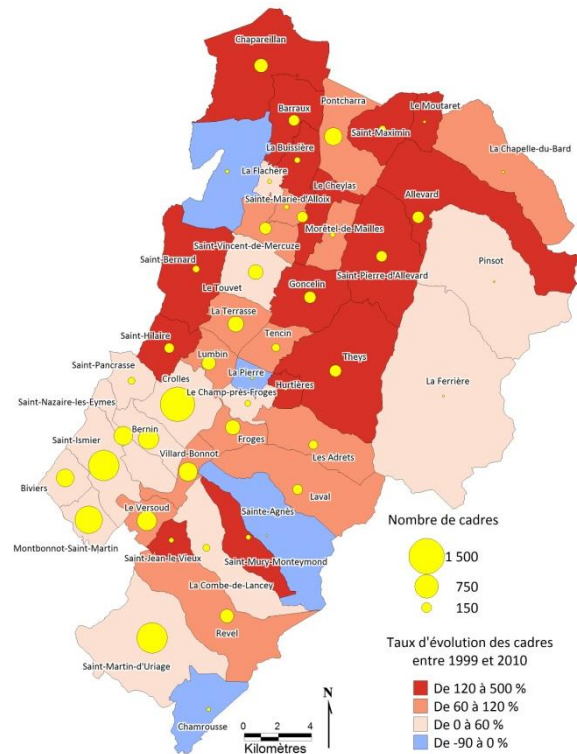 Chapareillan
Pontcharra
Le Moutaret
Barraux
Saint-Maximin
La Chapelle-du-Bard
La Buissière
La Flachère
Le Cheylas
Allevard
Sainte-Marie-d'Alloix
Morêtel-de-Mailles
Saint-Vincent-de-Mercuze
Saint-Bernard
Pinsot
Saint-Pierre-d'Allevard
Le Touvet
Goncelin
La Terrasse
Saint-Hilaire
Tencin
Lumbin
Theys
Saint-Pancrasse
La Pierre
Crolles
Hurtières
La Ferrière
Le Champ-près-Froges
Saint-Nazaire-les-Eymes
Bernin
Froges
Saint-Ismier
Les Adrets
Villard-Bonnot
Biviers
Laval
Le Versoud
Sainte-Agnès
Montbonnot-Saint-Martin
Saint-Jean-le Vieux
Saint-Mury-Monteymond
La Combe-de-Lancey
Revel
Saint-Martin-d'Uriage
Chamrousse
N
0 2 4
Kilomètres
Nombre de cadres
1 500
750
150
Taux d'évolution des cadres
entre 1999 et 2010
De 120 à 500 %
De 60 à 120 %
De 0 à 60 %
De -90 à 0 %